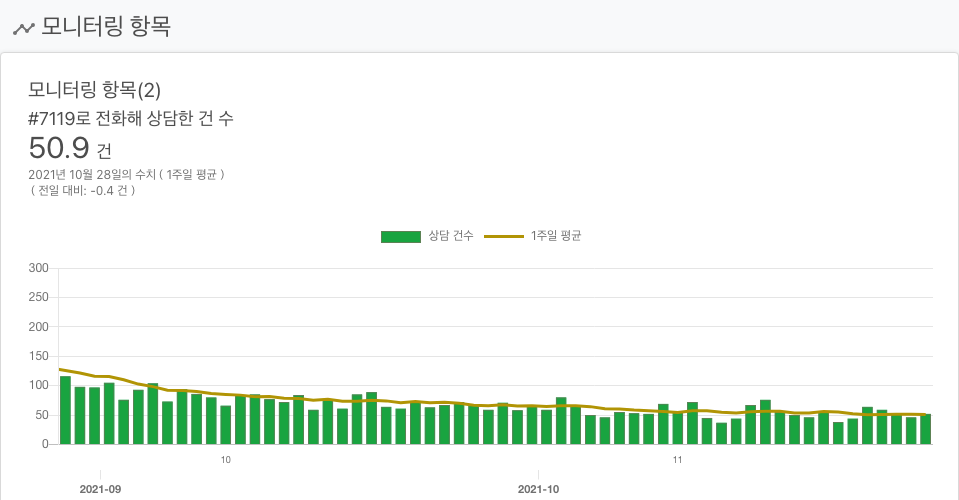 모니터링 항목
모니터링 항목(2)
#7119로 전화해 상담한 건 수
50.9 건
2021년 10월 28일의 수치 ( 1주일 평균 )
( 전일 대비: -0.4 건 )
상담 건수 1주일 평균
300
250
200
150
100
50
0
10 11
2021-09 2021-10